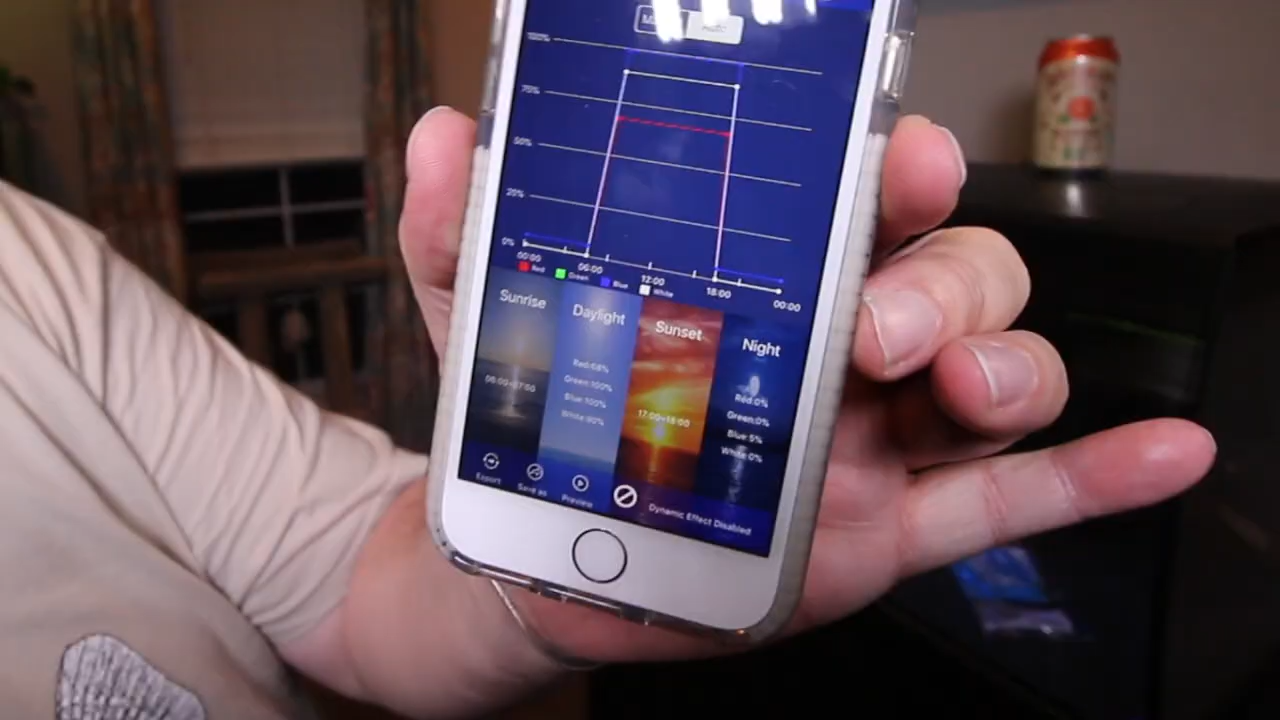 100%
75%
50%
25%
0%
00:00
06:00
12:00
18:00
00:00
Red
Green
Blue
White
Sunrise
06:00~07:00
Daylight
Red:68%
Green:100%
Blue:100%
White:90%
Sunset
17:00~18:00
Night
Red:0%
Green:0%
Blue:5%
White:0%
Export
Save as
Preview
Dynamic Effect Disabled